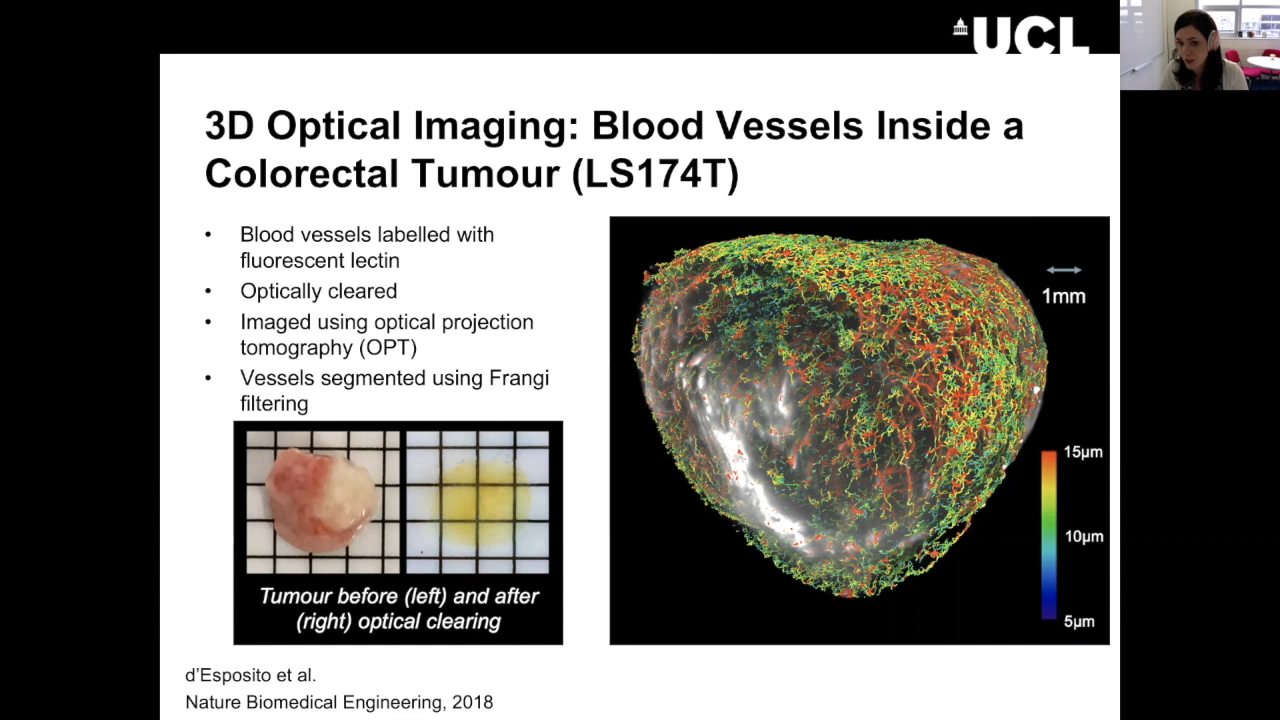 UCL
3D Optical Imaging: Blood Vessels Inside a
Colorectal Tumour (LS174T)
• Blood vessels labelled with
fluorescent lectin
• Optically cleared
• Imaged using optical projection
tomography (OPT)
• Vessels segmented using Frangi
filtering
Tumour before (left) and after
(right) optical clearing
1mm
15µm
10µm
5µm
d'Esposito et al.
Nature Biomedical Engineering, 2018